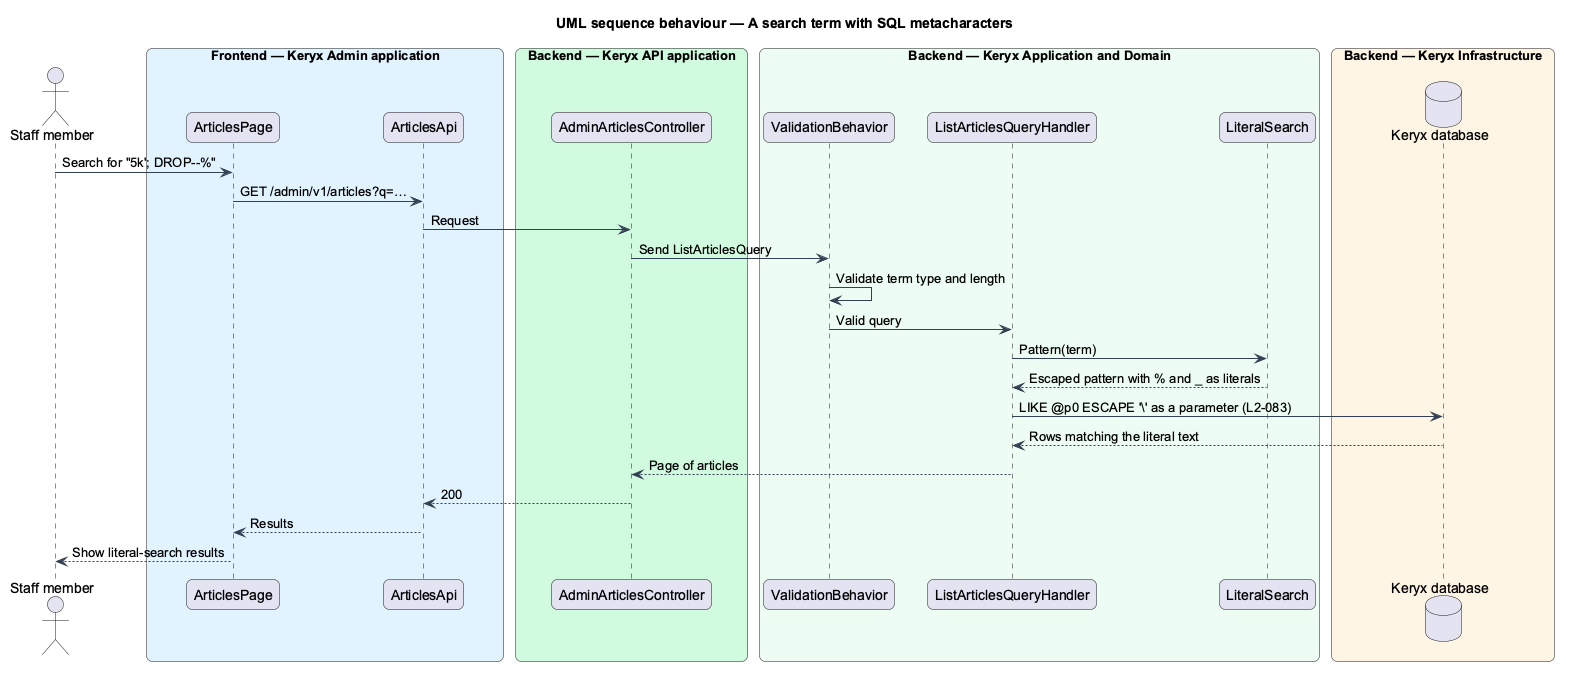 UML sequence behaviour — A search term with SQL metacharacters
Frontend — Keryx Admin application
Backend — Keryx API application
Backend — Keryx Application and Domain
Backend — Keryx Infrastructure
Staff member
ArticlesPage
ArticlesApi
AdminArticlesController
ValidationBehavior
ListArticlesQueryHandler
LiteralSearch
Keryx database
Search for "5k'; DROP--%"
GET /admin/v1/articles?q=…
Request
Send ListArticlesQuery
Validate term type and length
Valid query
Pattern(term)
Escaped pattern with % and _ as literals
LIKE @p0 ESCAPE '\' as a parameter (L2-083)
Rows matching the literal text
Page of articles
200
Results
Show literal-search results
Staff member
ArticlesPage
ArticlesApi
AdminArticlesController
ValidationBehavior
ListArticlesQueryHandler
LiteralSearch
Keryx database